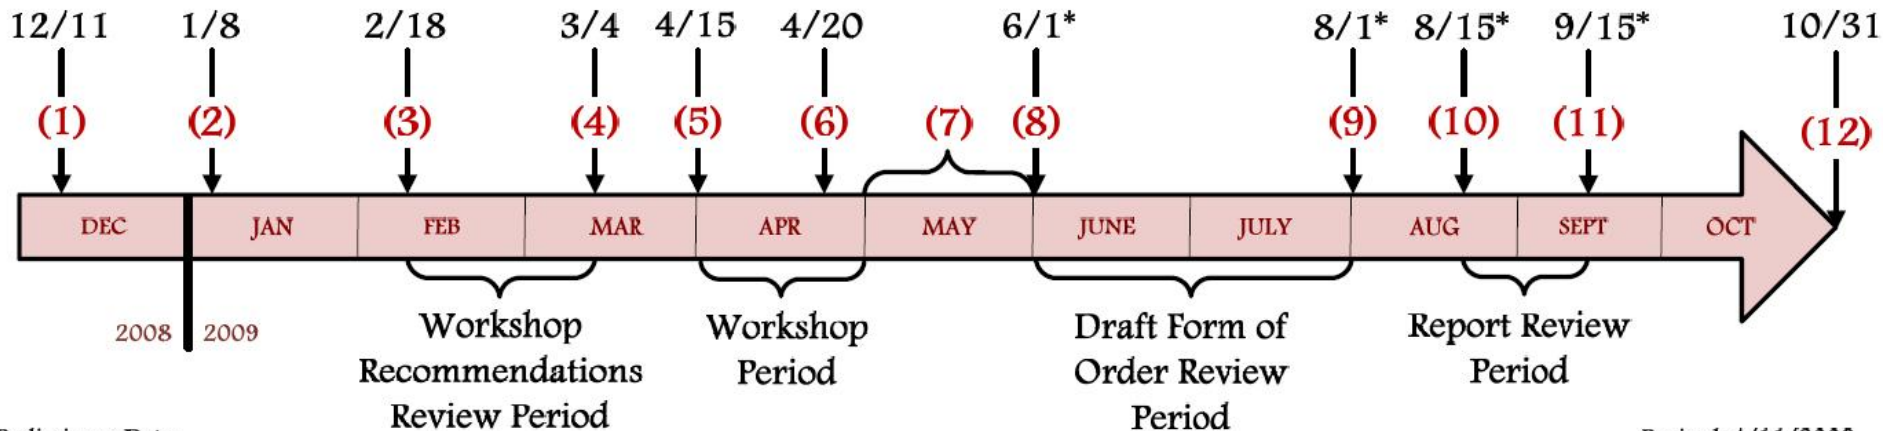 12/11 1/8 2/18 3/4 4/15 4/20 6/1* 8/1* 8/15* 9/15* 10/31
(1) (2) (3) (4) (5) (6) (7) (8) (9) (10) (11) (12)
DEC JAN FEB MAR APR MAY JUNE JULY AUG SEPT OCT
2008 2009
Workshop
Recommendations
Review Period
Workshop
Period
Draft Form of
Order Review
Period
Report Review
Period